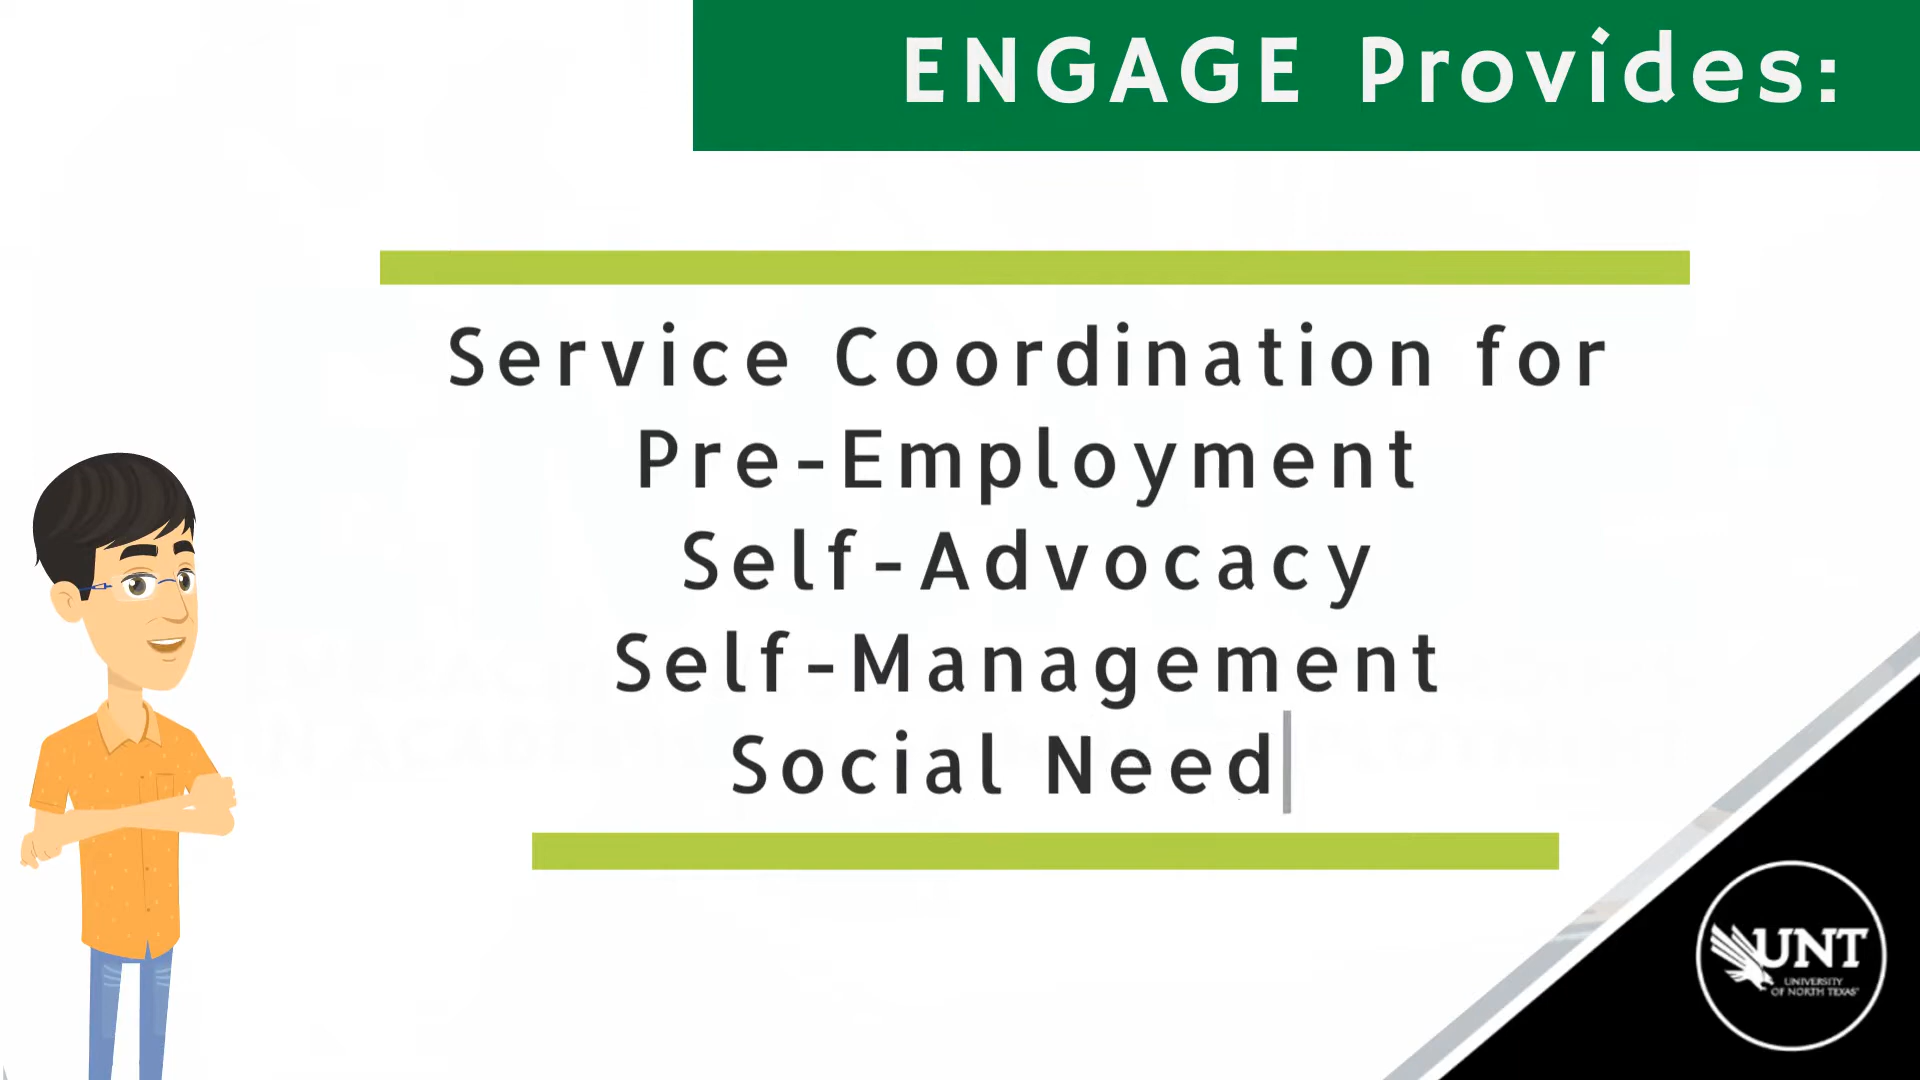 ENGAGE Provides:
Service Coordination for
Pre-Employment
Self-Advocacy
Self-Management
Social Need
UNT
UNIVERSITY
OF NORTH TEXAS